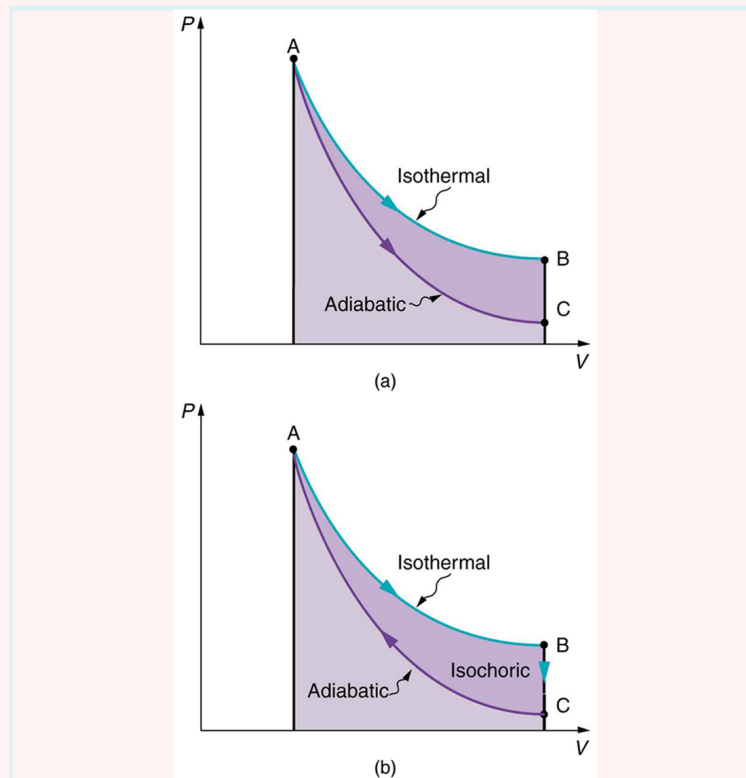 P
A
Isothermal
B
Adiabatic
C
V
(a)
P
A
Isothermal
B
Isochoric
Adiabatic
C
V
(b)